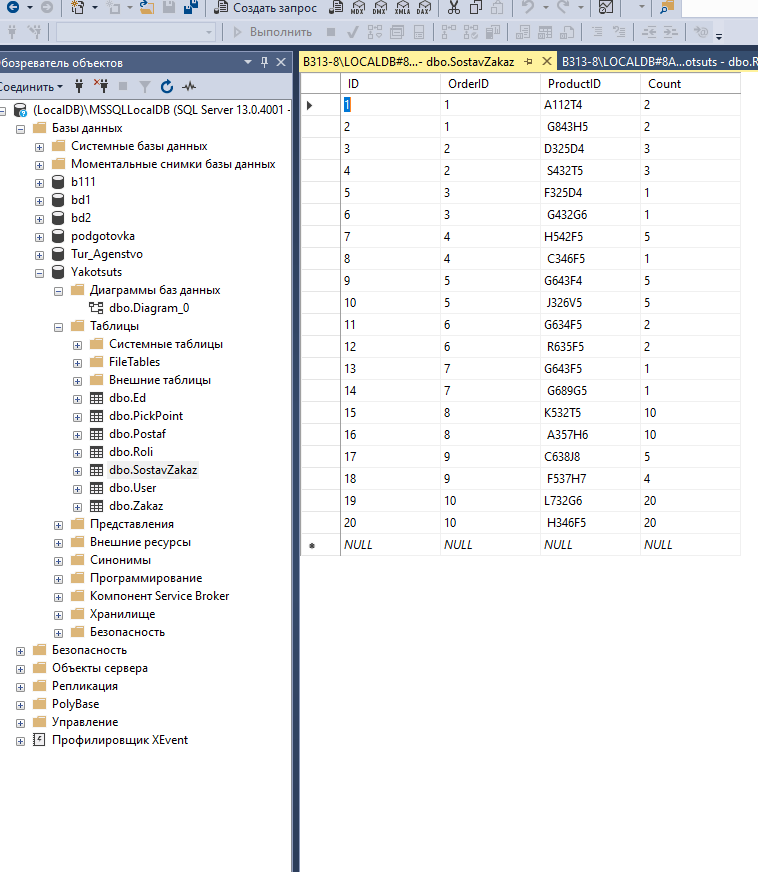 Создать запрос
MDX DMX XMLA DAX
Выполнить
бозреватель объектов
Соединить
(LocalDB)\MSSQLLocalDB (SQL Server 13.0.4001 -
Базы данных
Системные базы данных
Моментальные снимки базы данных
b111
bd1
bd2
podgotovka
Tur_Agenstvo
Yakotsuts
Диаграммы баз данных
dbo.Diagram_0
Таблицы
Системные таблицы
FileTables
Внешние таблицы
dbo.Ed
dbo.PickPoint
dbo.Postaf
dbo.Roli
dbo.SostavZakaz
dbo.User
dbo.Zakaz
Представления
Внешние ресурсы
Синонимы
Программирование
Компонент Service Broker
Хранилище
Безопасность
Безопасность
Объекты сервера
Репликация
PolyBase
Управление
Профилировщик XEvent
B313-8\LOCALDB#8...- dbo.SostavZakaz
B313-8\LOCALDB#8A...otsuts - dbo.R
ID OrderID ProductID Count
1 1 A112T4 2
2 1 G843H5 2
3 2 D325D4 3
4 2 S432T5 3
5 3 F325D4 1
6 3 G432G6 1
7 4 H542F5 5
8 4 C346F5 1
9 5 G643F4 5
10 5 J326V5 5
11 6 G634F5 2
12 6 R635F5 2
13 7 G643F5 1
14 7 G689G5 1
15 8 K532T5 10
16 8 A357H6 10
17 9 C638J8 5
18 9 F537H7 4
19 10 L732G6 20
20 10 H346F5 20
NULL NULL NULL NULL